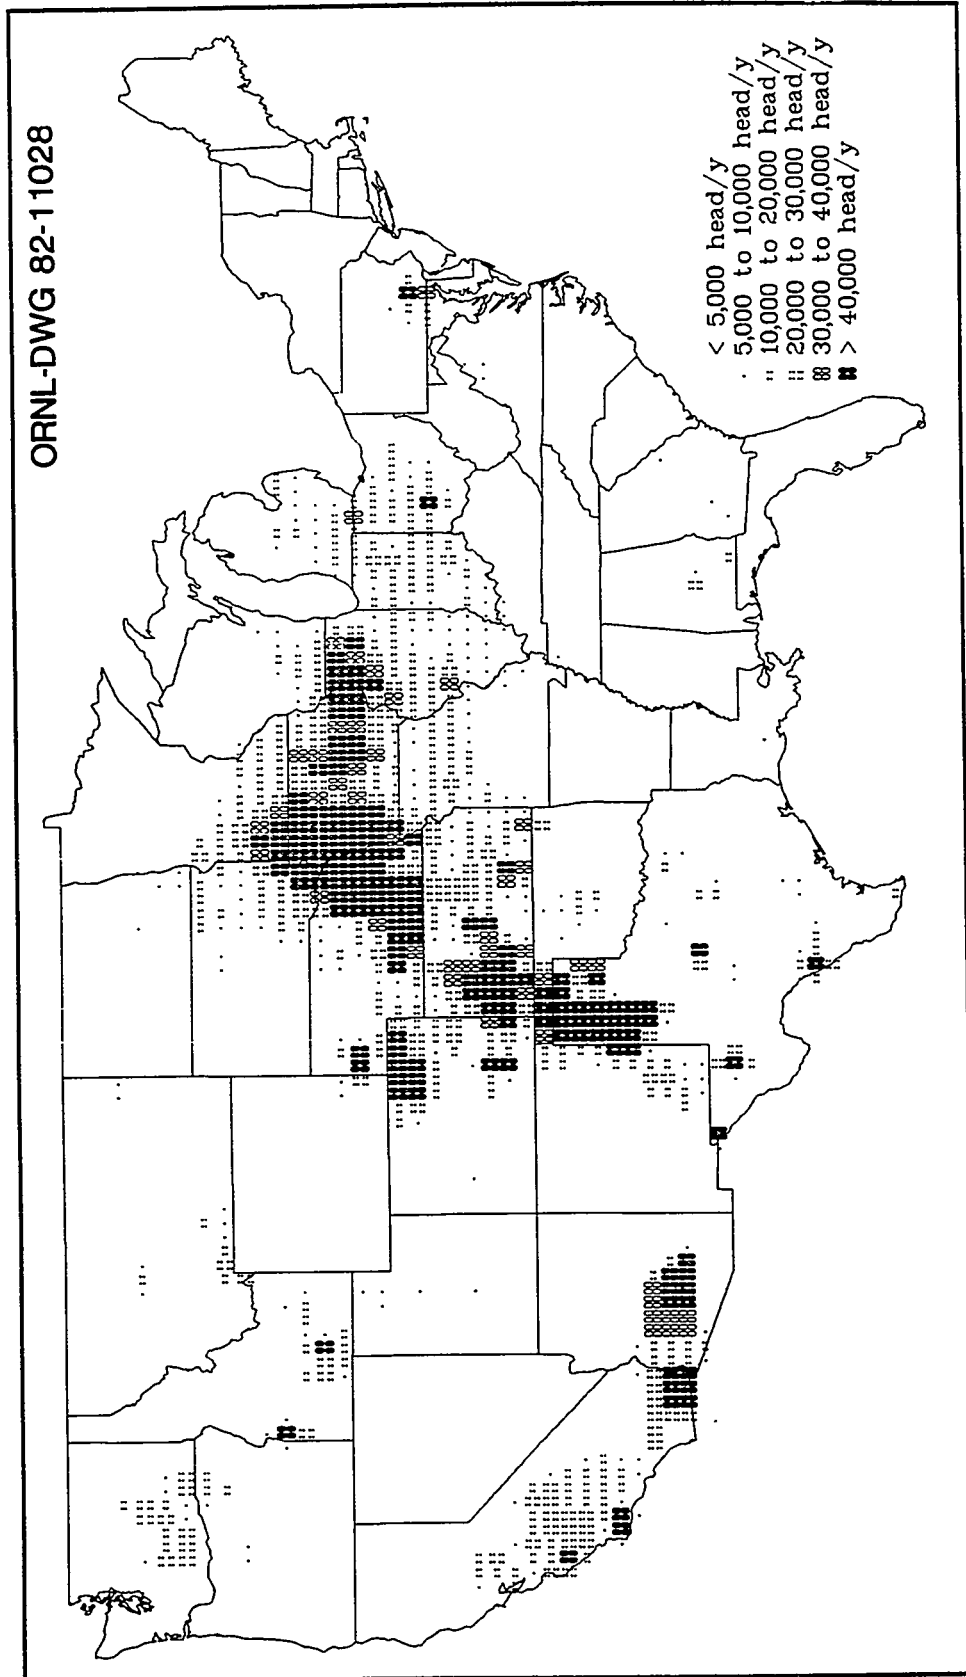 ORNL-DWG 82-11028
< 5,000 head/y
5,000 to 10,000 head/y
10,000 to 20,000 head/y
20,000 to 30,000 head/y
30,000 to 40,000 head/y
> 40,000 head/y